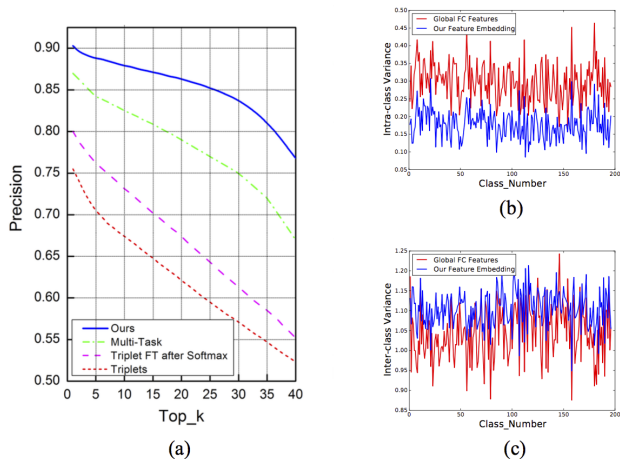 0.90
0.85
0.80
0.75
0.70
0.65
0.60
0.55
0.50
Precision
Ours
Multi-Task
Triplet FT after Softmax
Triplets
0 5 10 15 20 25 30 35 40
Top_k
(a)
0.50
0.45
0.40
0.35
0.30
0.25
0.20
0.15
0.10
0.05
Intra-class Variance
Global FC Features
Our Feature Embedding
0 50 100 150 200
Class_Number
(b)
1.25
1.20
1.15
1.10
1.05
1.00
0.95
0.90
0.85
Inter-class Variance
Global FC Features
Our Feature Embedding
0 50 100 150 200
Class_Number
(c)